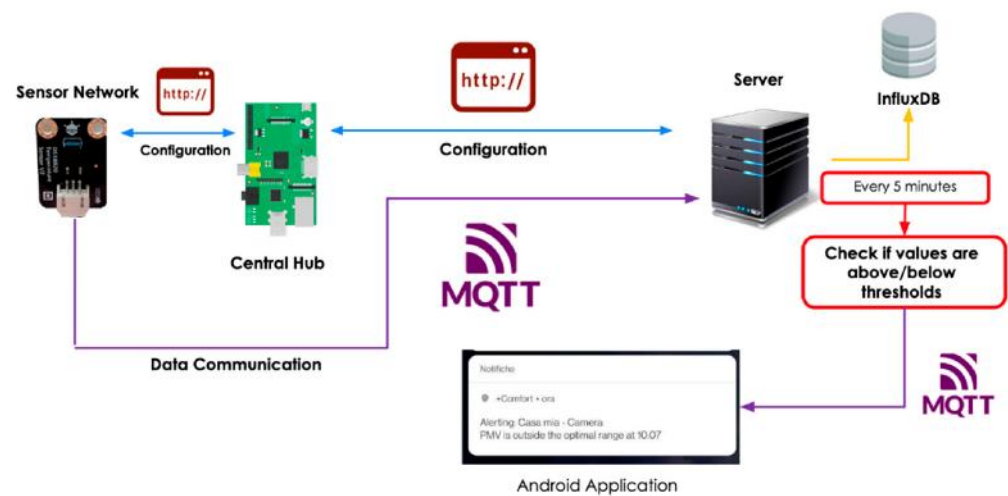 Sensor Network
http://
Configuration
Central Hub
http://
Configuration
Server
InfluxDB
Every 5 minutes
Check if values are
above/below
thresholds
MQTT
Data Communication
MQTT
Notifiche
+Comfort • ora
Alerting: Casa mia - Camera
PMV is outside the optimal range at 10:07
Android Application